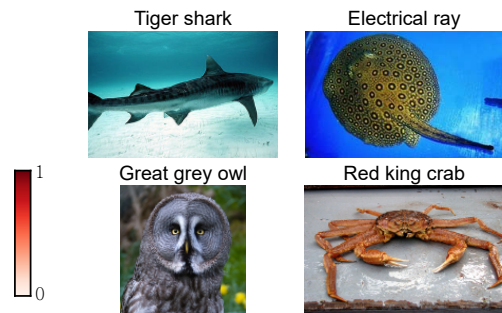 Tiger shark
Electrical ray
1
0
Great grey owl
Red king crab